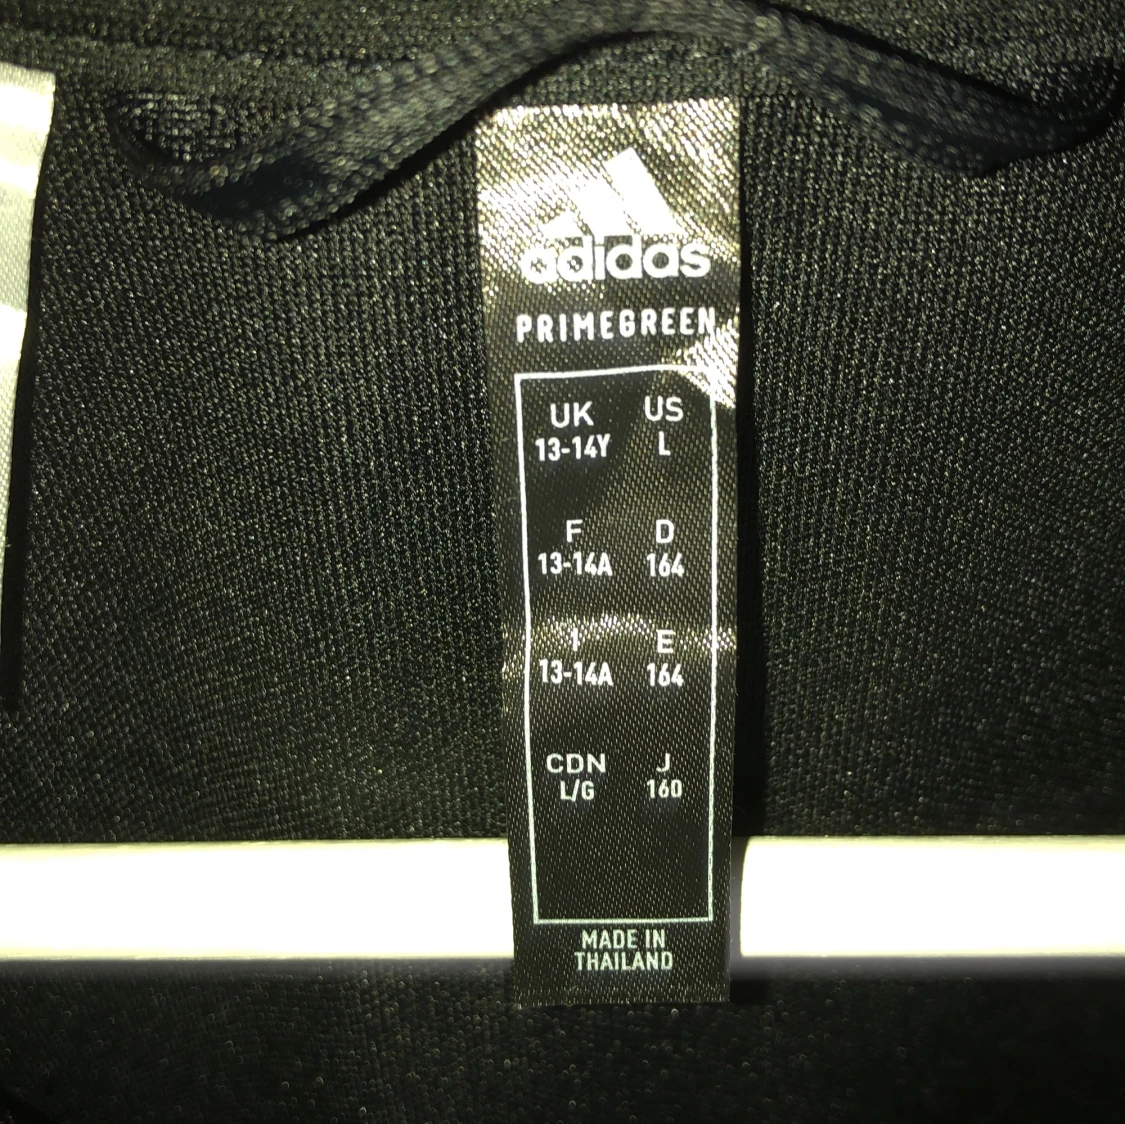 adidas
PRIMEGREEN
UK US
13-14Y L
F D
13-14A 164
I E
13-14A 164
CDN J
L/G 160
MADE IN
THAILAND